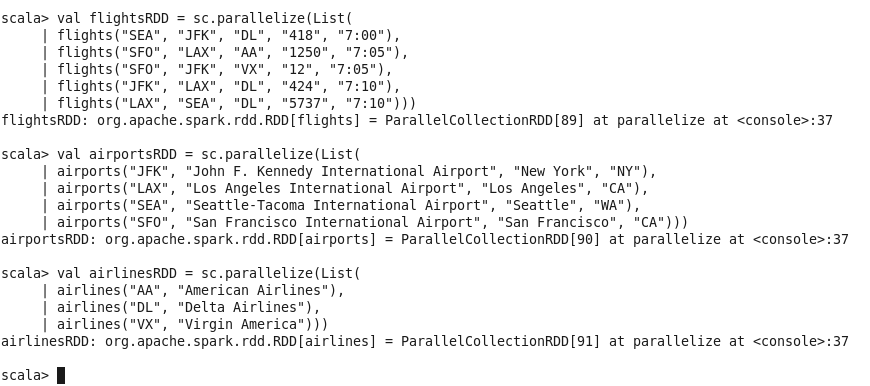 scala> val flightsRDD = sc.parallelize(List(
     | flights("SEA", "JFK", "DL", "418", "7:00"),
     | flights("SFO", "LAX", "AA", "1250", "7:05"),
     | flights("SFO", "JFK", "VX", "12", "7:05"),
     | flights("JFK", "LAX", "DL", "424", "7:10"),
     | flights("LAX", "SEA", "DL", "5737", "7:10")))
flightsRDD: org.apache.spark.rdd.RDD[flights] = ParallelCollectionRDD[89] at parallelize at <console>:37
scala> val airportsRDD = sc.parallelize(List(
     | airports("JFK", "John F. Kennedy International Airport", "New York", "NY"),
     | airports("LAX", "Los Angeles International Airport", "Los Angeles", "CA"),
     | airports("SEA", "Seattle-Tacoma International Airport", "Seattle", "WA"),
     | airports("SFO", "San Francisco International Airport", "San Francisco", "CA")))
airportsRDD: org.apache.spark.rdd.RDD[airports] = ParallelCollectionRDD[90] at parallelize at <console>:37
scala> val airlinesRDD = sc.parallelize(List(
     | airlines("AA", "American Airlines"),
     | airlines("DL", "Delta Airlines"),
     | airlines("VX", "Virgin America")))
airlinesRDD: org.apache.spark.rdd.RDD[airlines] = ParallelCollectionRDD[91] at parallelize at <console>:37
scala>